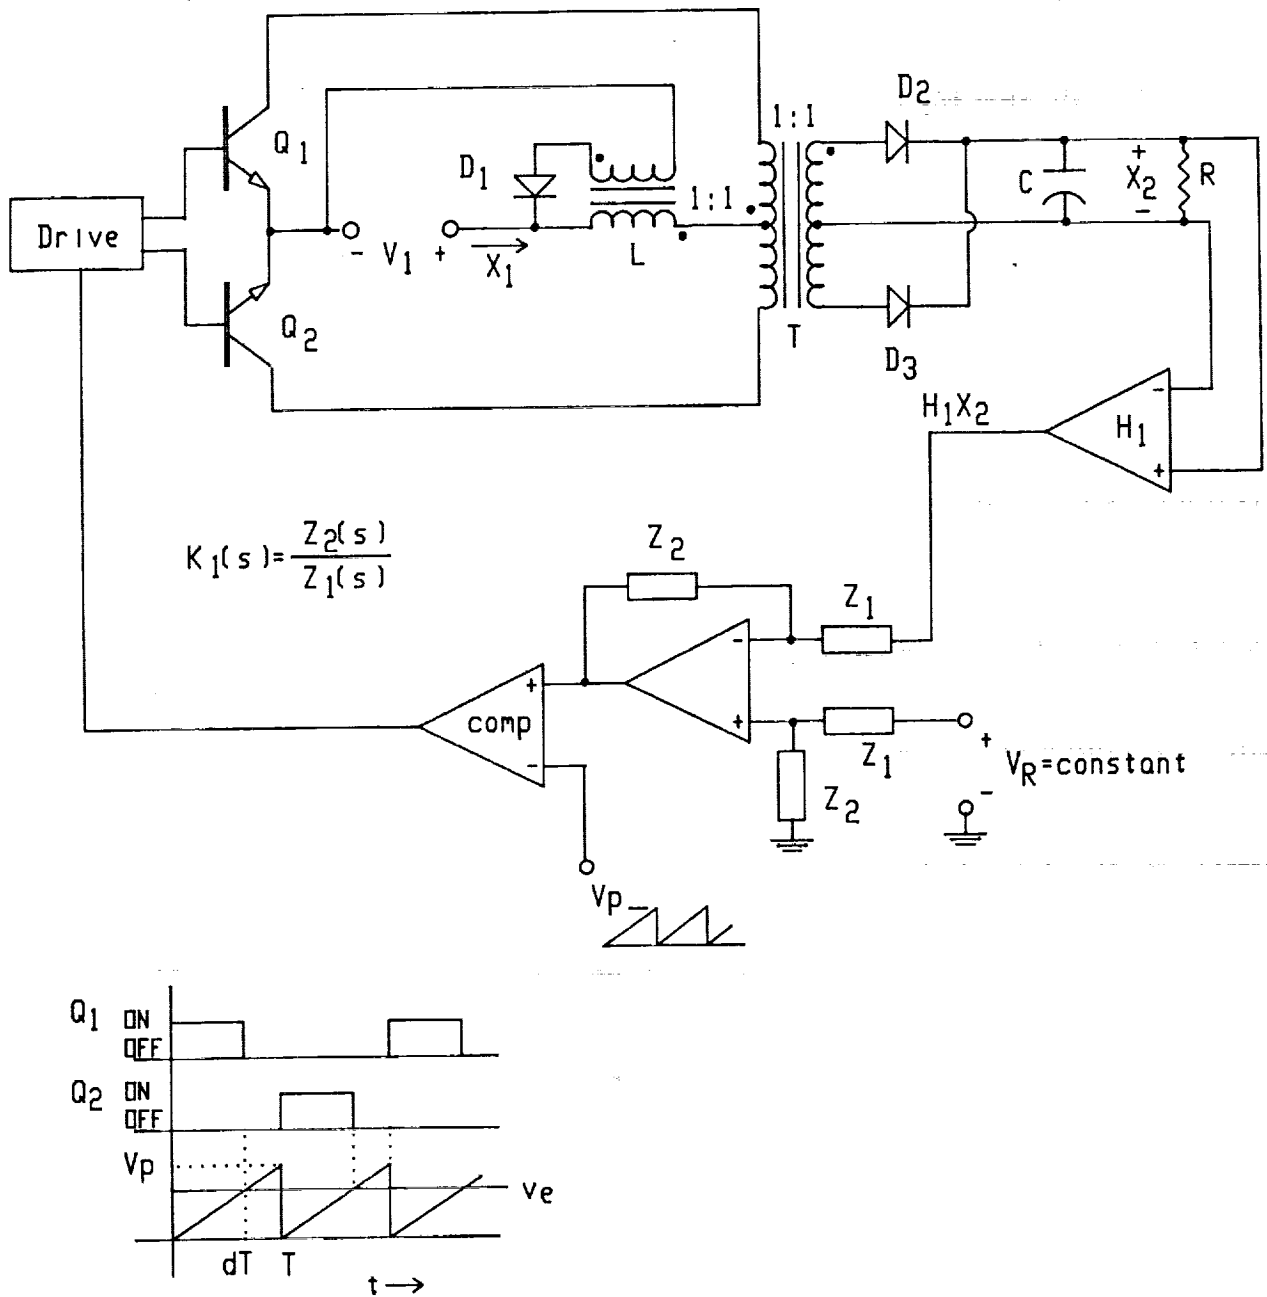 D2
1:1
Q1
D1
1:1
+
X2
-
C
R
Drive
- V1 +
X1
L
Q2
T
D3
H1X2
-
H1
+
K1(s)=Z2(s)
Z1(s)
Z2
Z1
-
+
comp
-
+
Z1
+
VR=constant
-
Z2
Vp
Q1 ON
OFF
Q2 ON
OFF
Vp
ve
dT T
t